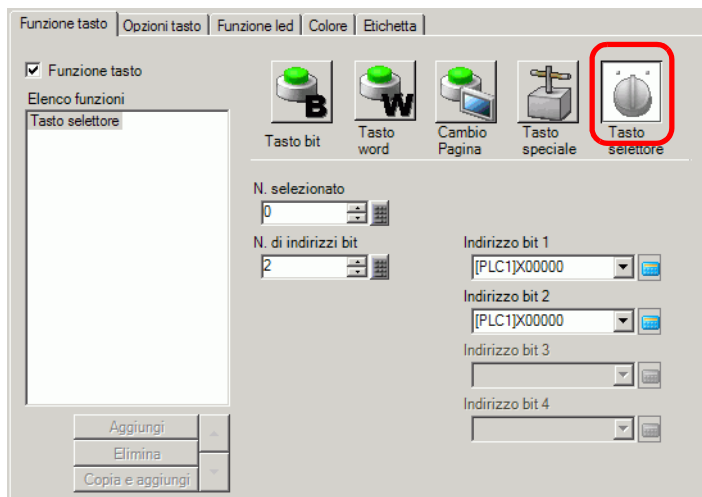 Funzione tasto
Opzioni tasto
Funzione led
Colore
Etichetta
Funzione tasto
Elenco funzioni
Tasto selettore
Aggiungi
Elimina
Copia e aggiungi
B
W
Tasto bit
Tasto
word
Cambio
Pagina
Tasto
speciale
Tasto
selettore
N. selezionato
0
N. di indirizzi bit
2
Indirizzo bit 1
[PLC1]X00000
Indirizzo bit 2
[PLC1]X00000
Indirizzo bit 3
Indirizzo bit 4